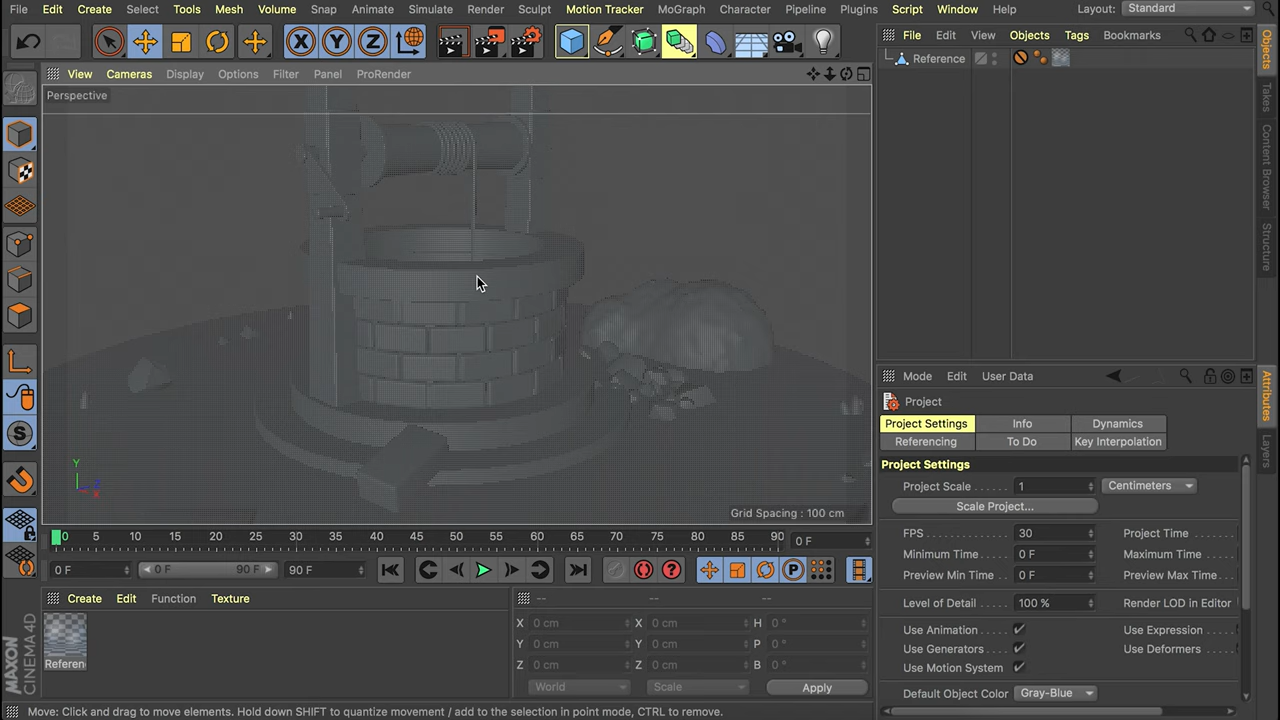 File Edit Create Select Tools Mesh Volume Snap Animate Simulate Render Sculpt Motion Tracker MoGraph Character Pipeline Plugins Script Window Help Layout: Standard
X Y Z
File Edit View Objects Tags Bookmarks
View Cameras Display Options Filter Panel ProRender
Reference
Perspective
Objects
Takes
Content Browser
Structure
Mode Edit User Data
Project
Project Settings Info Dynamics
Referencing To Do Key Interpolation
Attributes
Layers
Project Settings
Project Scale 1 Centimeters
Scale Project...
FPS 30 Project Time
Minimum Time 0 F Maximum Time
Preview Min Time 0 F Preview Max Time
Level of Detail 100 % Render LOD in Editor
Use Animation Use Expression
Use Generators Use Deformers
Use Motion System
Default Object Color Gray-Blue
S
Y
Z
X
Grid Spacing : 100 cm
0 5 10 15 20 25 30 35 40 45 50 55 60 65 70 75 80 85 90 0 F
0 F 0 F 90 F 90 F
P
Create Edit Function Texture
-- -- --
X 0 cm X 0 cm H 0 °
Y 0 cm Y 0 cm P 0 °
Z 0 cm Z 0 cm B 0 °
World Scale Apply
Referen
MAXON
CINEMA 4D
Move: Click and drag to move elements. Hold down SHIFT to quantize movement / add to the selection in point mode, CTRL to remove.